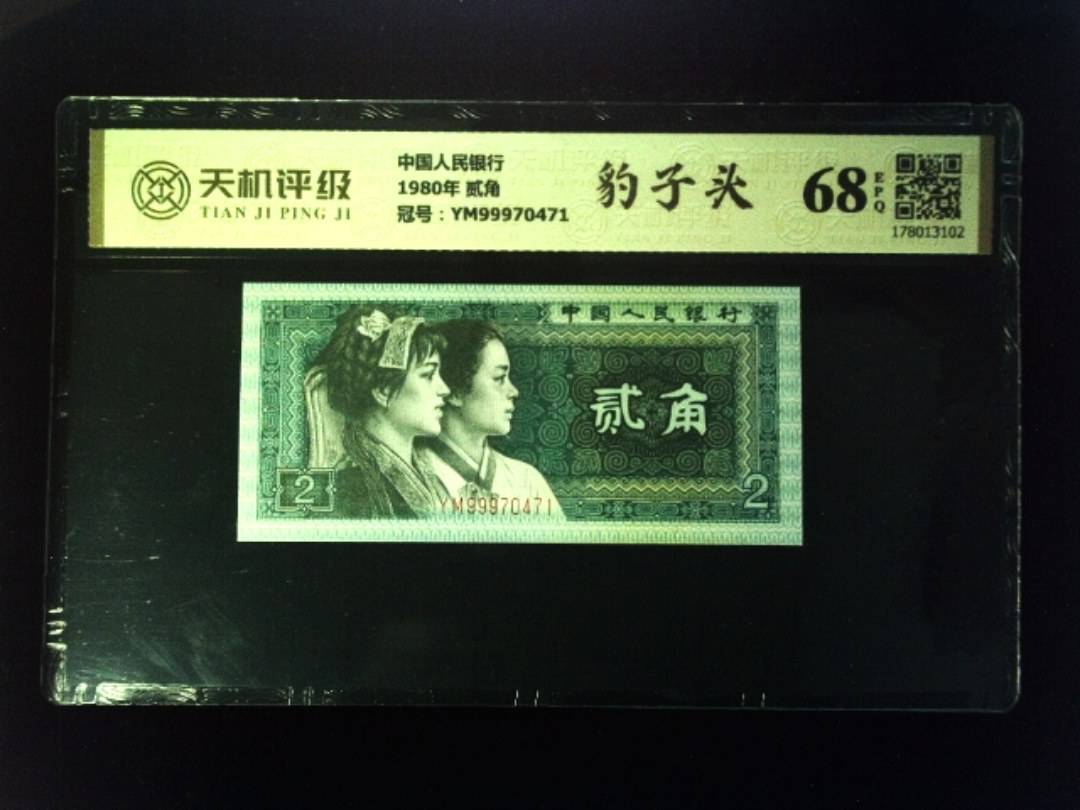 天机评级
TIAN JI PING JI
中国人民银行
1980年 贰角
冠号：YM99970471
豹子头
68
EPQ
178013102
中国人民银行
贰角
2
2
YM99970471